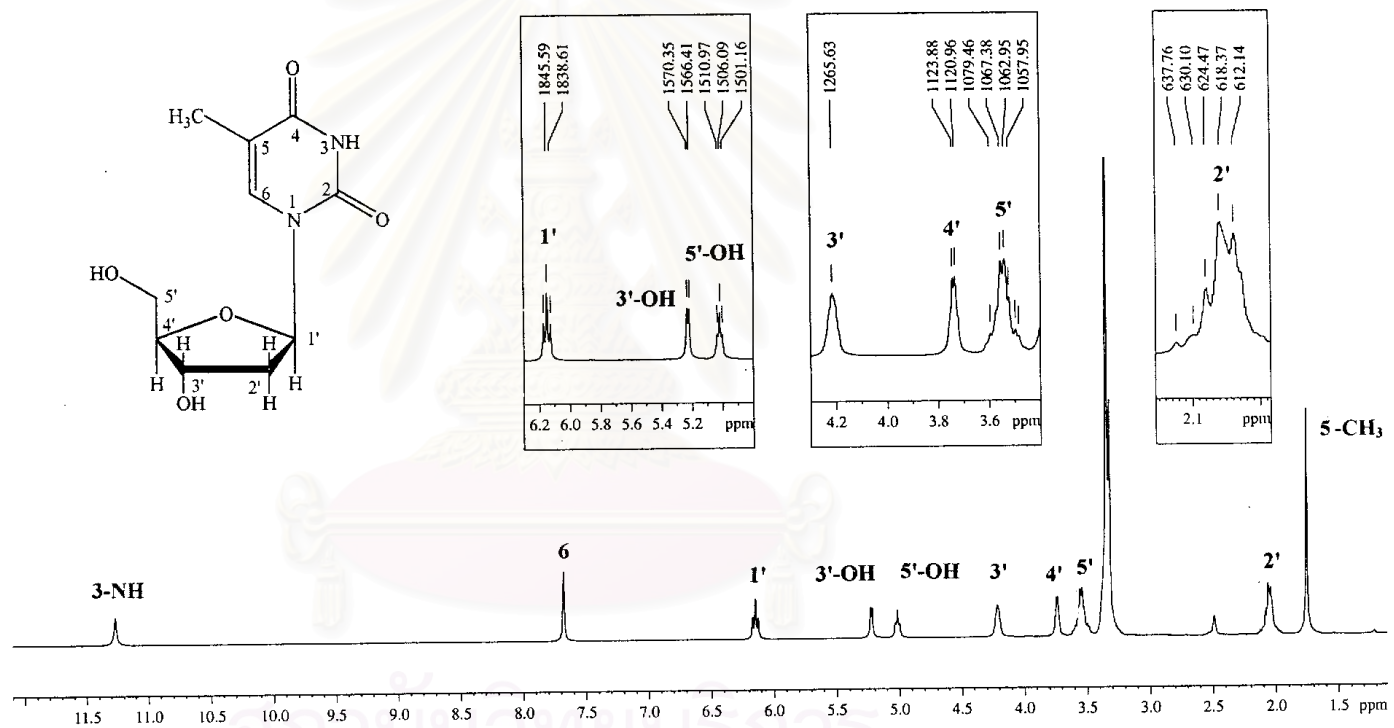 O
H₃C
4
5
3
NH
6
1
2
N
O
HO
5'
O
4'
1'
H
H
H
3'
2'
H
OH
H
1845.59
1838.61
1570.35
1566.41
1510.97
1506.09
1501.16
1'
3'-OH
5'-OH
6.2 6.0 5.8 5.6 5.4 5.2 ppm
1265.63
1123.88
1120.96
1079.46
1067.38
1062.95
1057.95
3'
4'
5'
4.2 4.0 3.8 3.6 ppm
637.76
630.10
624.47
618.37
612.14
2'
2.1 ppm
5-CH₃
3-NH
6
1'
3'-OH
5'-OH
3'
4'
5'
2'
11.5 11.0 10.5 10.0 9.5 9.0 8.5 8.0 7.5 7.0 6.5 6.0 5.5 5.0 4.5 4.0 3.5 3.0 2.5 2.0 1.5 ppm